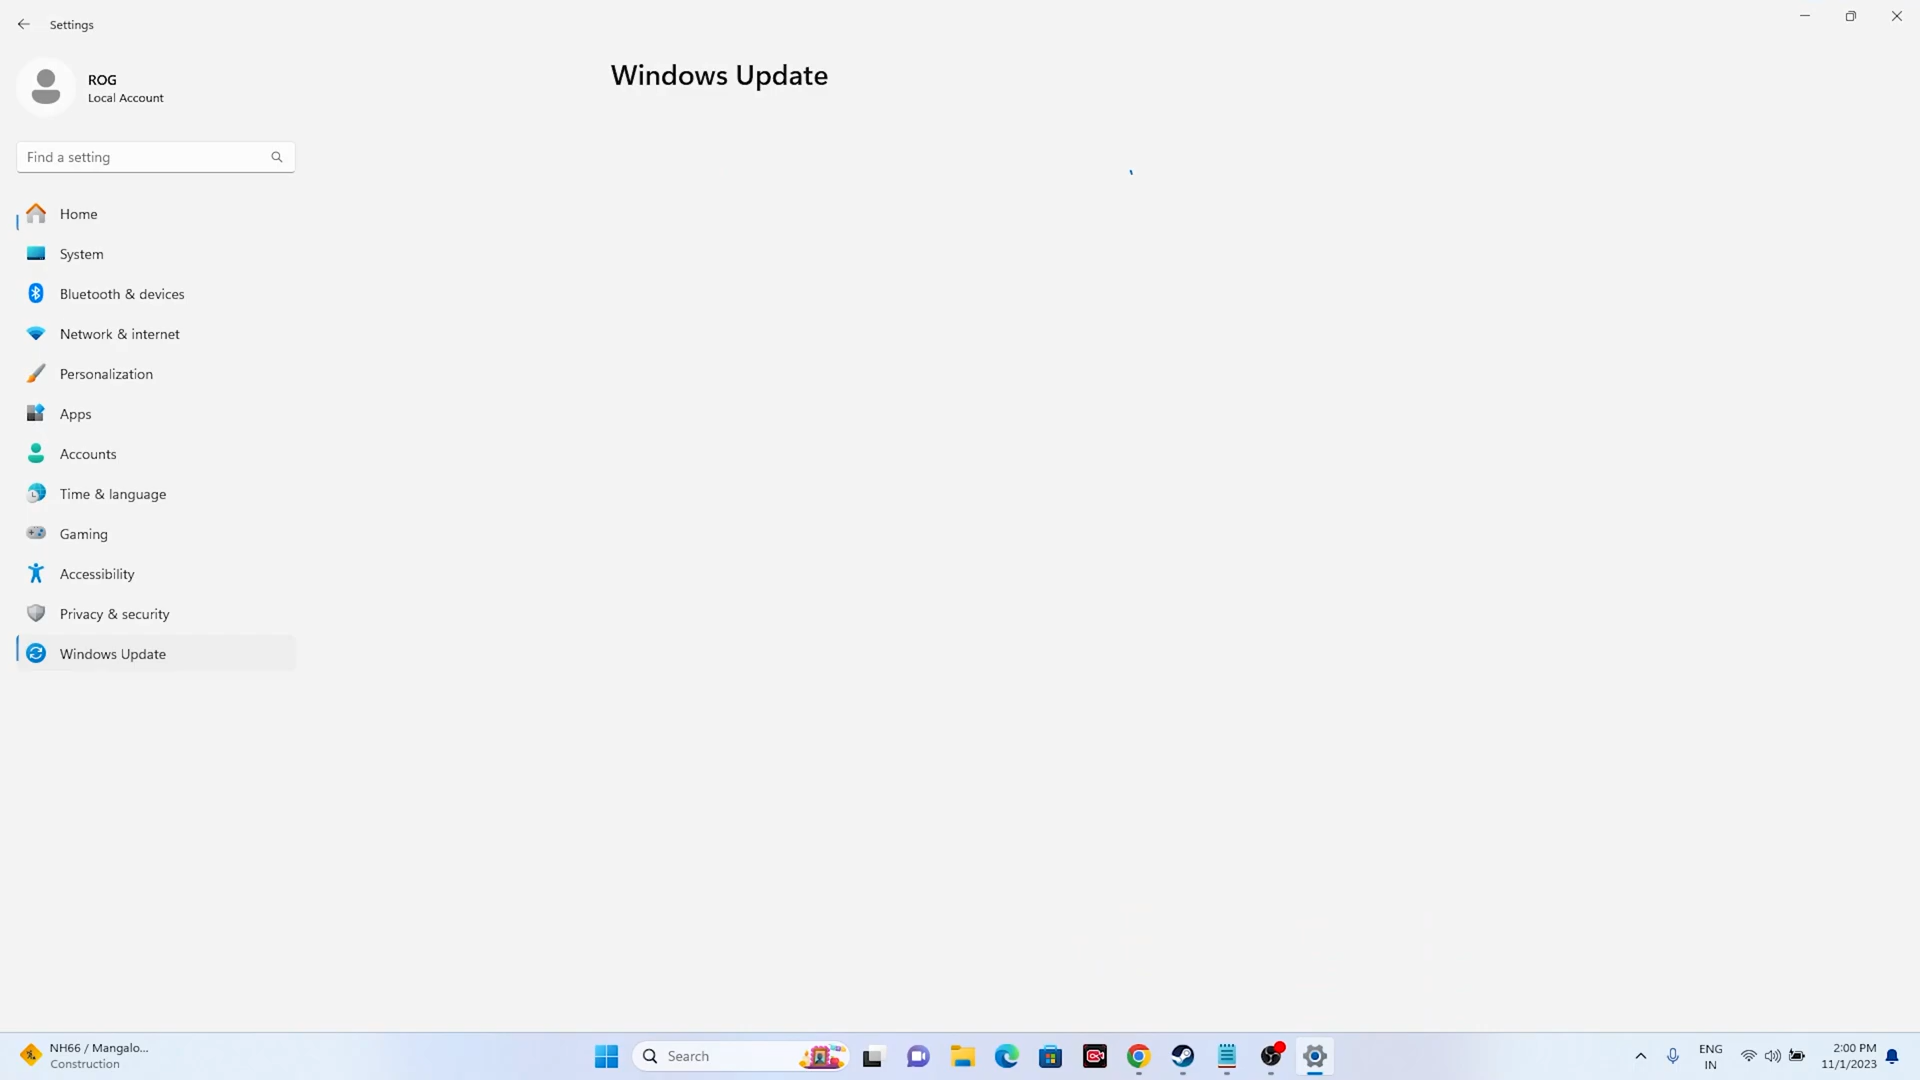 Settings
ROG
Local Account
Find a setting
Home
System
Bluetooth & devices
Network & internet
Personalization
Apps
Accounts
Time & language
Gaming
Accessibility
Privacy & security
Windows Update
Windows Update
NH66 / Mangalo...
Construction
Search
ENG
IN
2:00 PM
11/1/2023